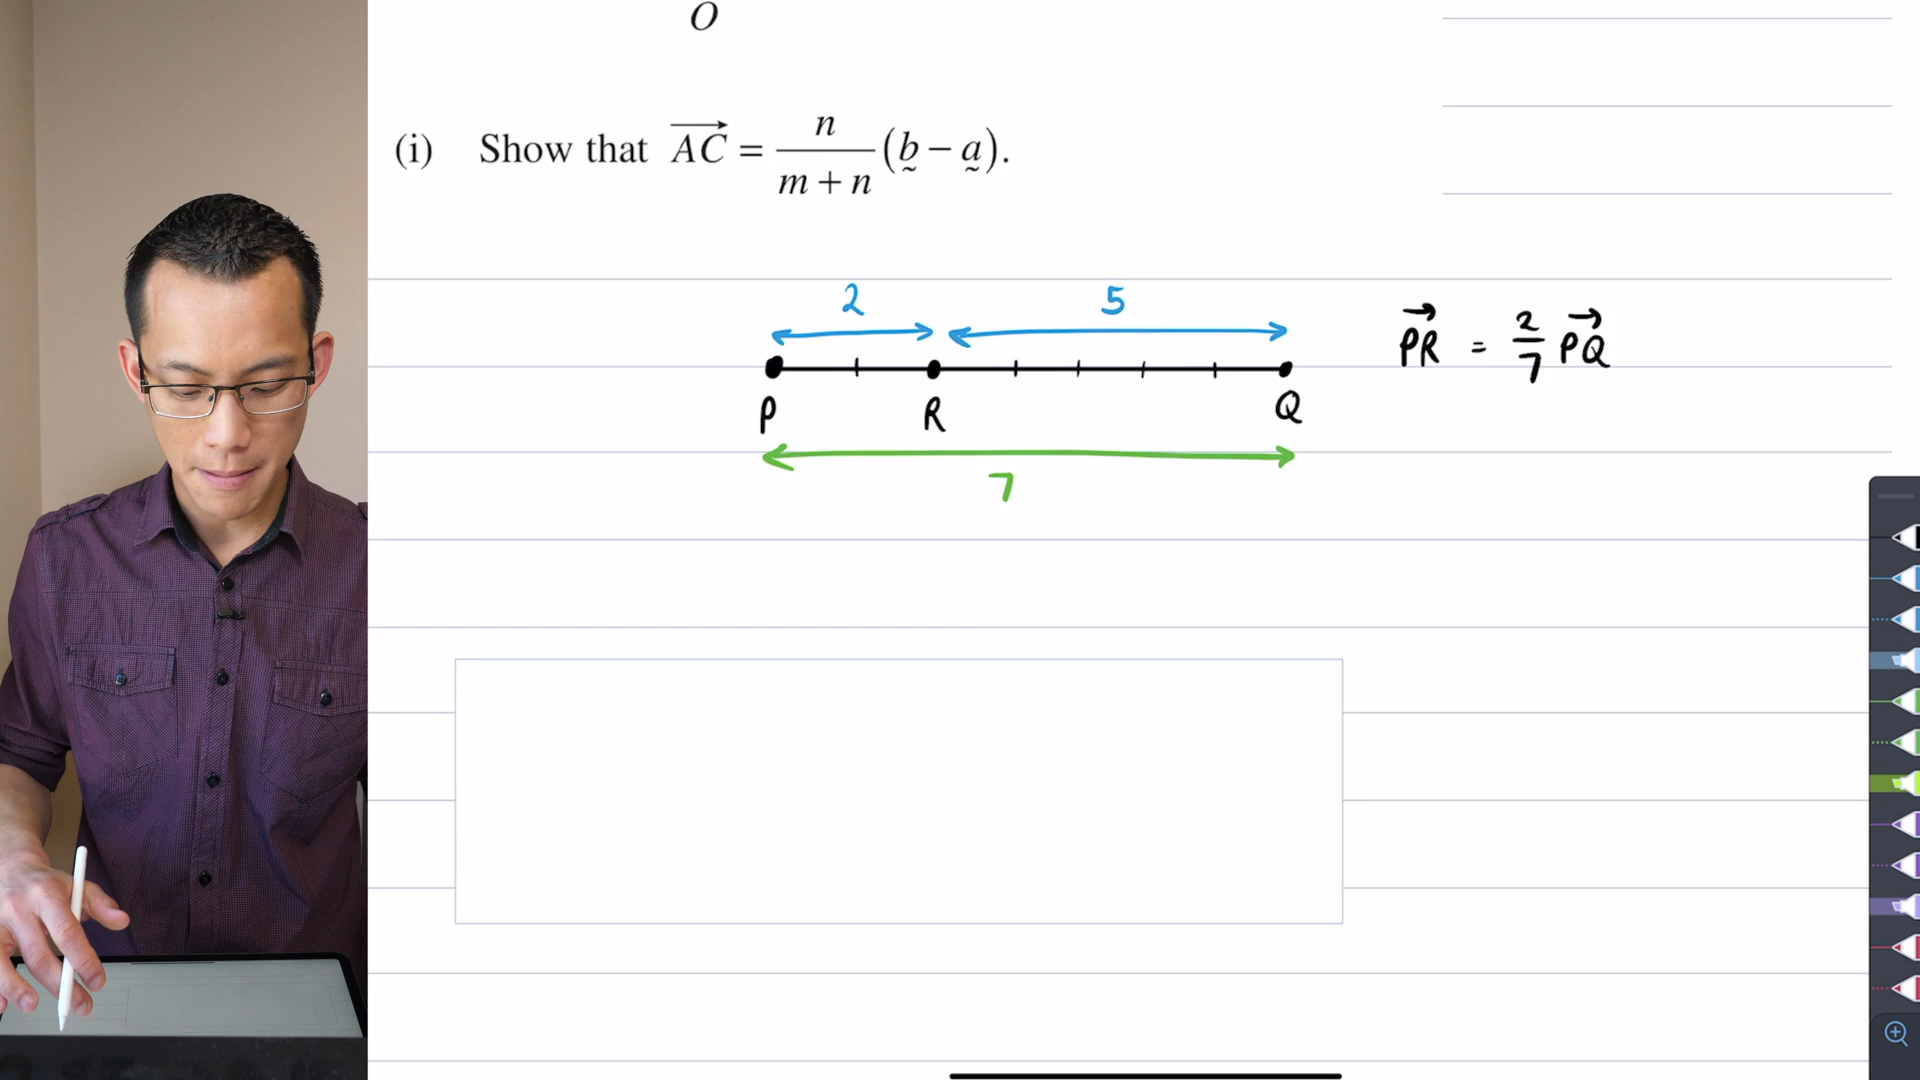 O
(i) Show that \overrightarrow{AC} = \frac{n}{m+n} (\underset{\sim}{b} - \underset{\sim}{a}).
2 5
\overrightarrow{PR} = \frac{2}{7} \overrightarrow{PQ}
P R Q
7